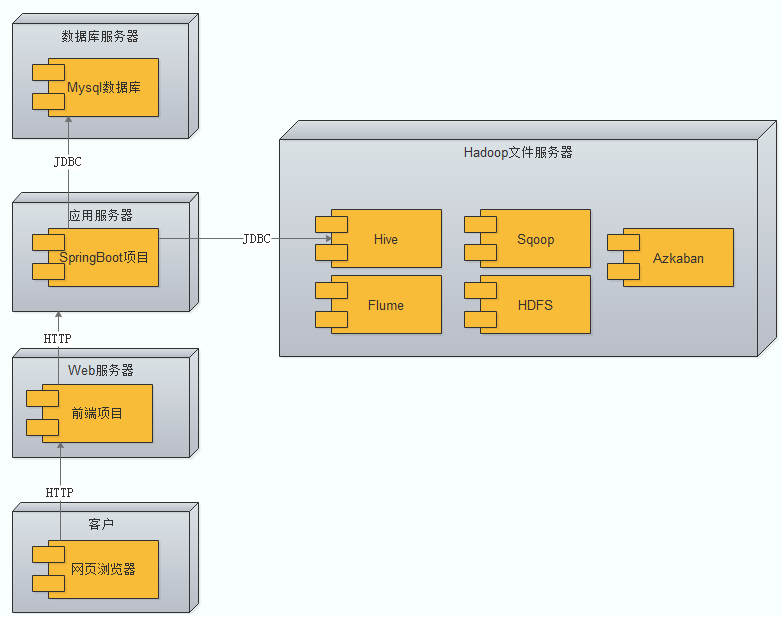 数据库服务器
Mysql数据库
JDBC
应用服务器
SpringBoot项目
JDBC
HTTP
Web服务器
前端项目
HTTP
客户
网页浏览器
Hadoop文件服务器
Hive
Sqoop
Azkaban
Flume
HDFS